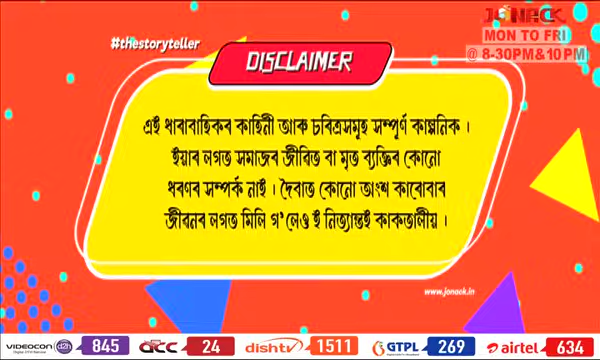 #thestoryteller
JONACK
MON TO FRI
@ 8-30PM&10PM
DISCLAIMER
এই ধাৰাবাহিকৰ কাহিনী আৰু চৰিত্ৰসমূহ সম্পূৰ্ণ কাল্পনিক ।
ইয়াৰ লগত সমাজৰ জীৱিত বা মৃত ব্যক্তিৰ কোনো
ধৰণৰ সম্পৰ্ক নাই । দৈবাত কোনো অংশ কাৰোবাৰ
জীৱনৰ লগত মিলি গ'লেও ই নিত্যান্তই কাকতালীয় ।
www.jonack.in
VIDEOCON d2h 845 acc 24 dishtv 1511 GTPL 269 airtel 634